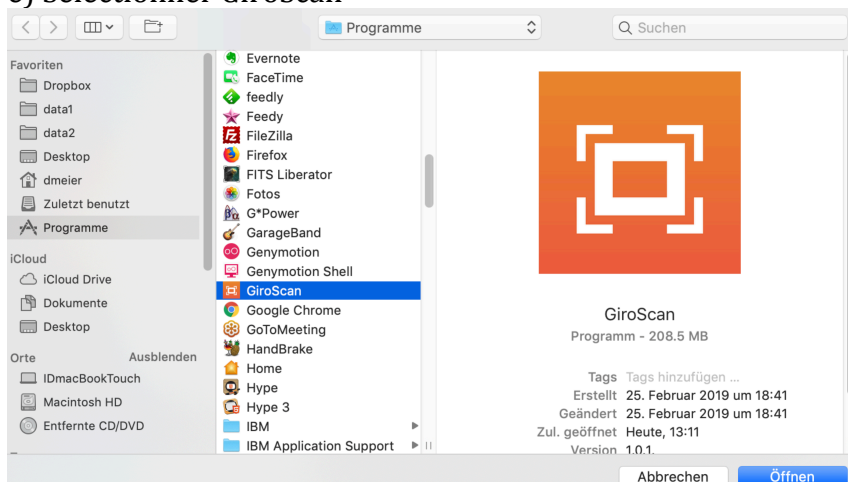 e) Sélectionner GiroScan
Programme
Suchen
Favoriten
Dropbox
data1
data2
Desktop
dmeier
Zuletzt benutzt
Programme
iCloud
iCloud Drive
Dokumente
Desktop
Orte Ausblenden
IDmacBookTouch
Macintosh HD
Entfernte CD/DVD
Evernote
FaceTime
feedly
Feedy
FileZilla
Firefox
FITS Liberator
Fotos
G*Power
GarageBand
Genymotion
Genymotion Shell
GiroScan
Google Chrome
GoToMeeting
HandBrake
Home
Hype
Hype 3
IBM
IBM Application Support
GiroScan
Programm - 208.5 MB
Tags Tags hinzufügen ...
Erstellt 25. Februar 2019 um 18:41
Geändert 25. Februar 2019 um 18:41
Zul. geöffnet Heute, 13:11
Version 1.0.1.
Abbrechen Öffnen